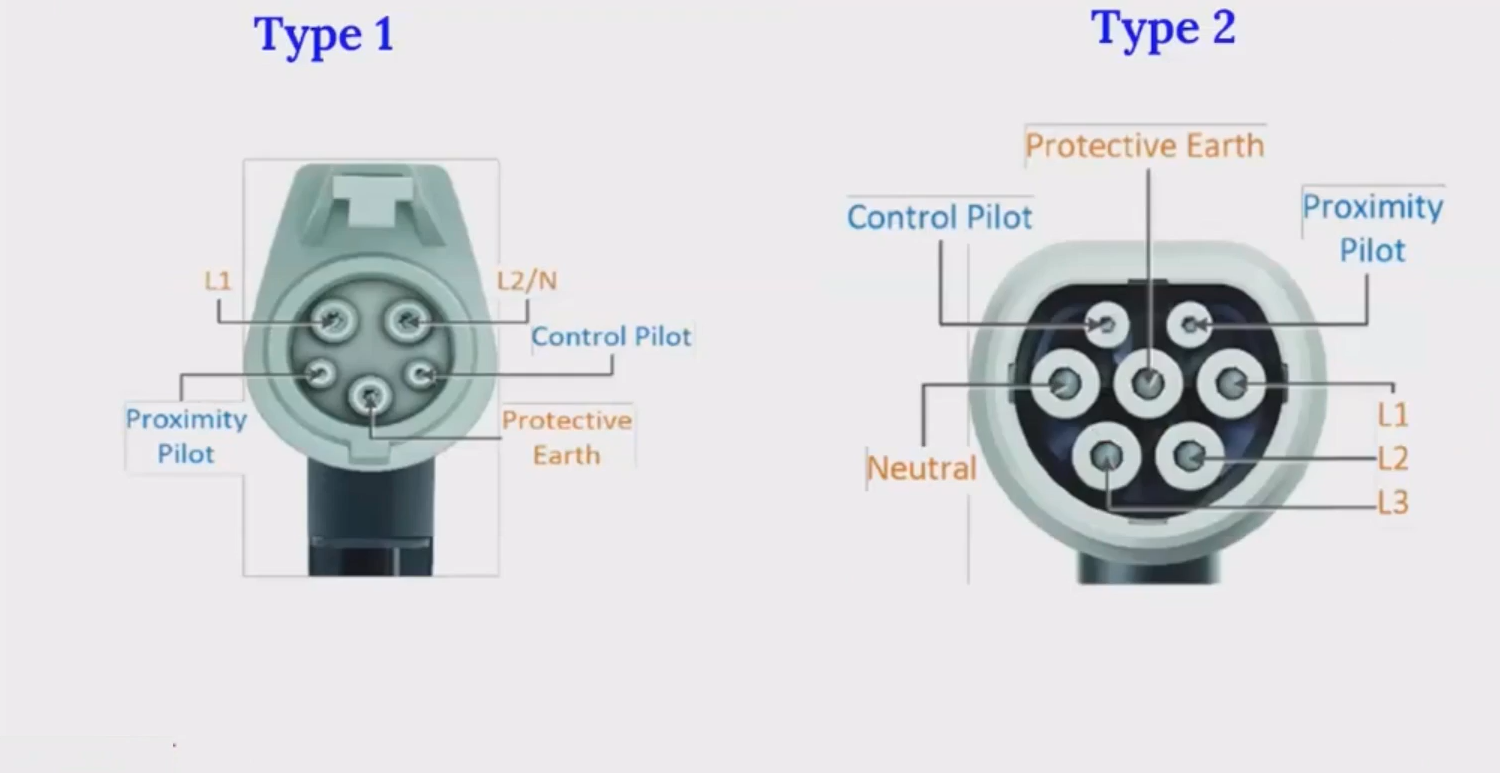 Type 1
L1
L2/N
Control Pilot
Proximity
Pilot
Protective
Earth
Type 2
Protective Earth
Control Pilot
Proximity
Pilot
Neutral
L1
L2
L3